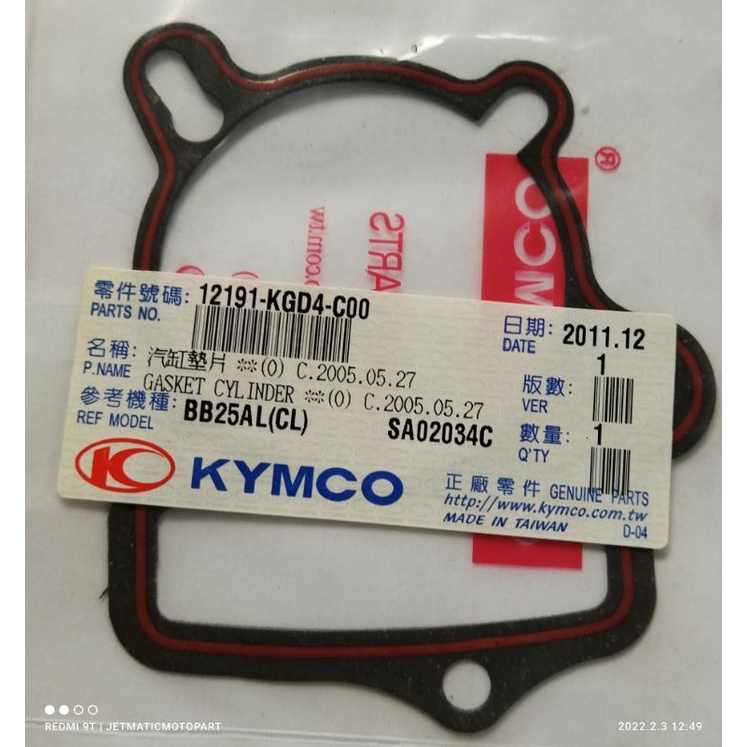 ®
KYMCO
零件號碼: 12191-KGD4-C00
PARTS NO.
日期: 2011.12
DATE
1
名稱: 汽缸墊片 **(O) C.2005.05.27
P.NAME GASKET CYLINDER **(O) C.2005.05.27
版數:
VER
參考機種: BB25AL(CL) SA02034C
REF MODEL
數量: 1
Q'TY
KYMCO
正廠零件 GENUINE PARTS
http://www.kymco.com.tw
MADE IN TAIWAN
D-04
REDMI 9T | JETMATICMOTOPART
2022.2.3 12:49